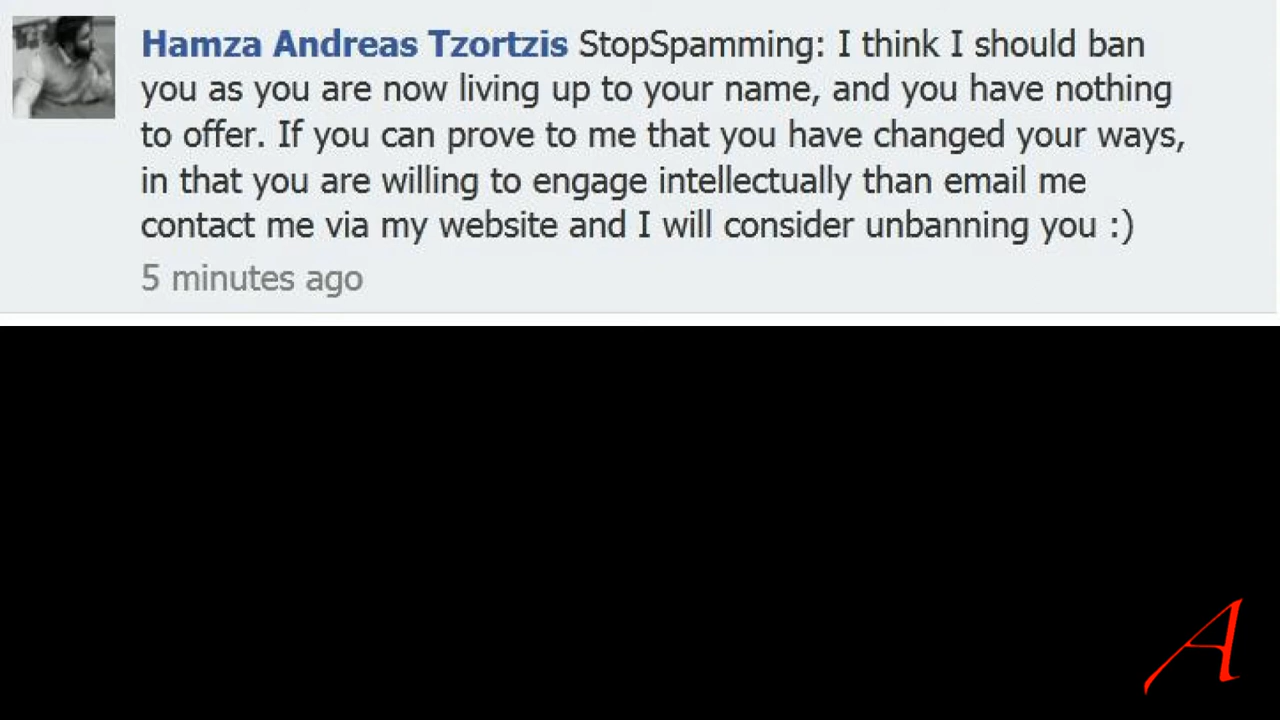 Hamza Andreas Tzortzis StopSpamming: I think I should ban
you as you are now living up to your name, and you have nothing
to offer. If you can prove to me that you have changed your ways,
in that you are willing to engage intellectually than email me
contact me via my website and I will consider unbanning you :)
5 minutes ago
A